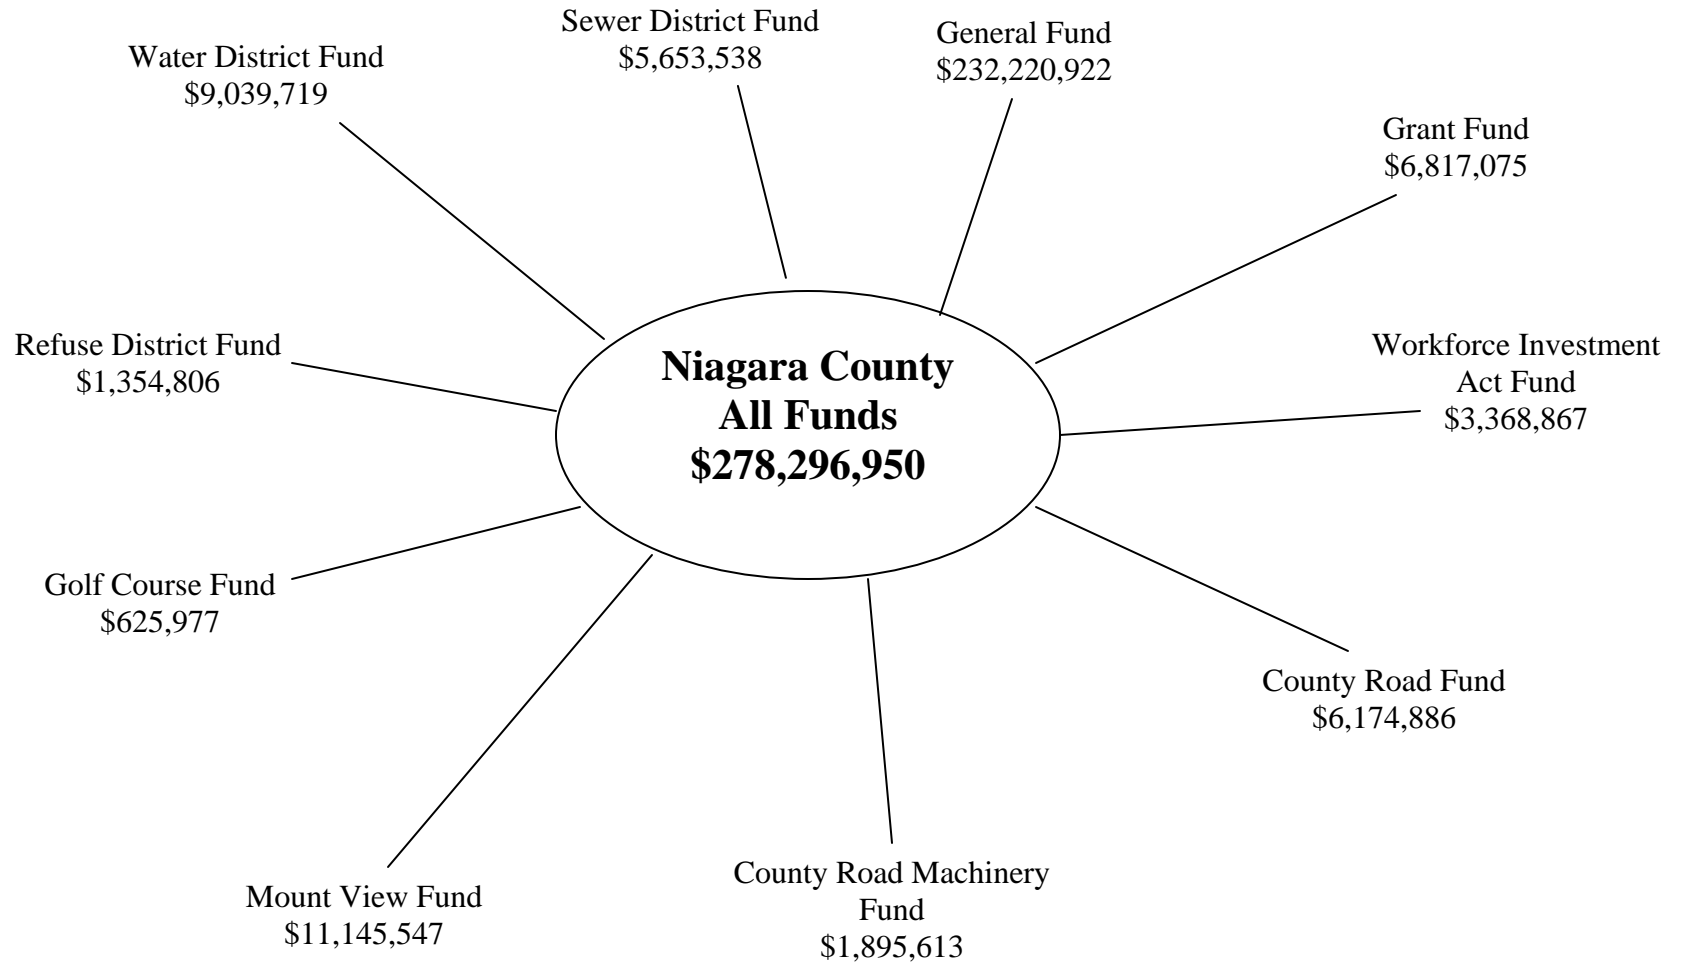 Sewer District Fund
$5,653,538
General Fund
$232,220,922
Water District Fund
$9,039,719
Grant Fund
$6,817,075
Refuse District Fund
$1,354,806
Niagara County
All Funds
$278,296,950
Workforce Investment
Act Fund
$3,368,867
Golf Course Fund
$625,977
County Road Fund
$6,174,886
Mount View Fund
$11,145,547
County Road Machinery
Fund
$1,895,613